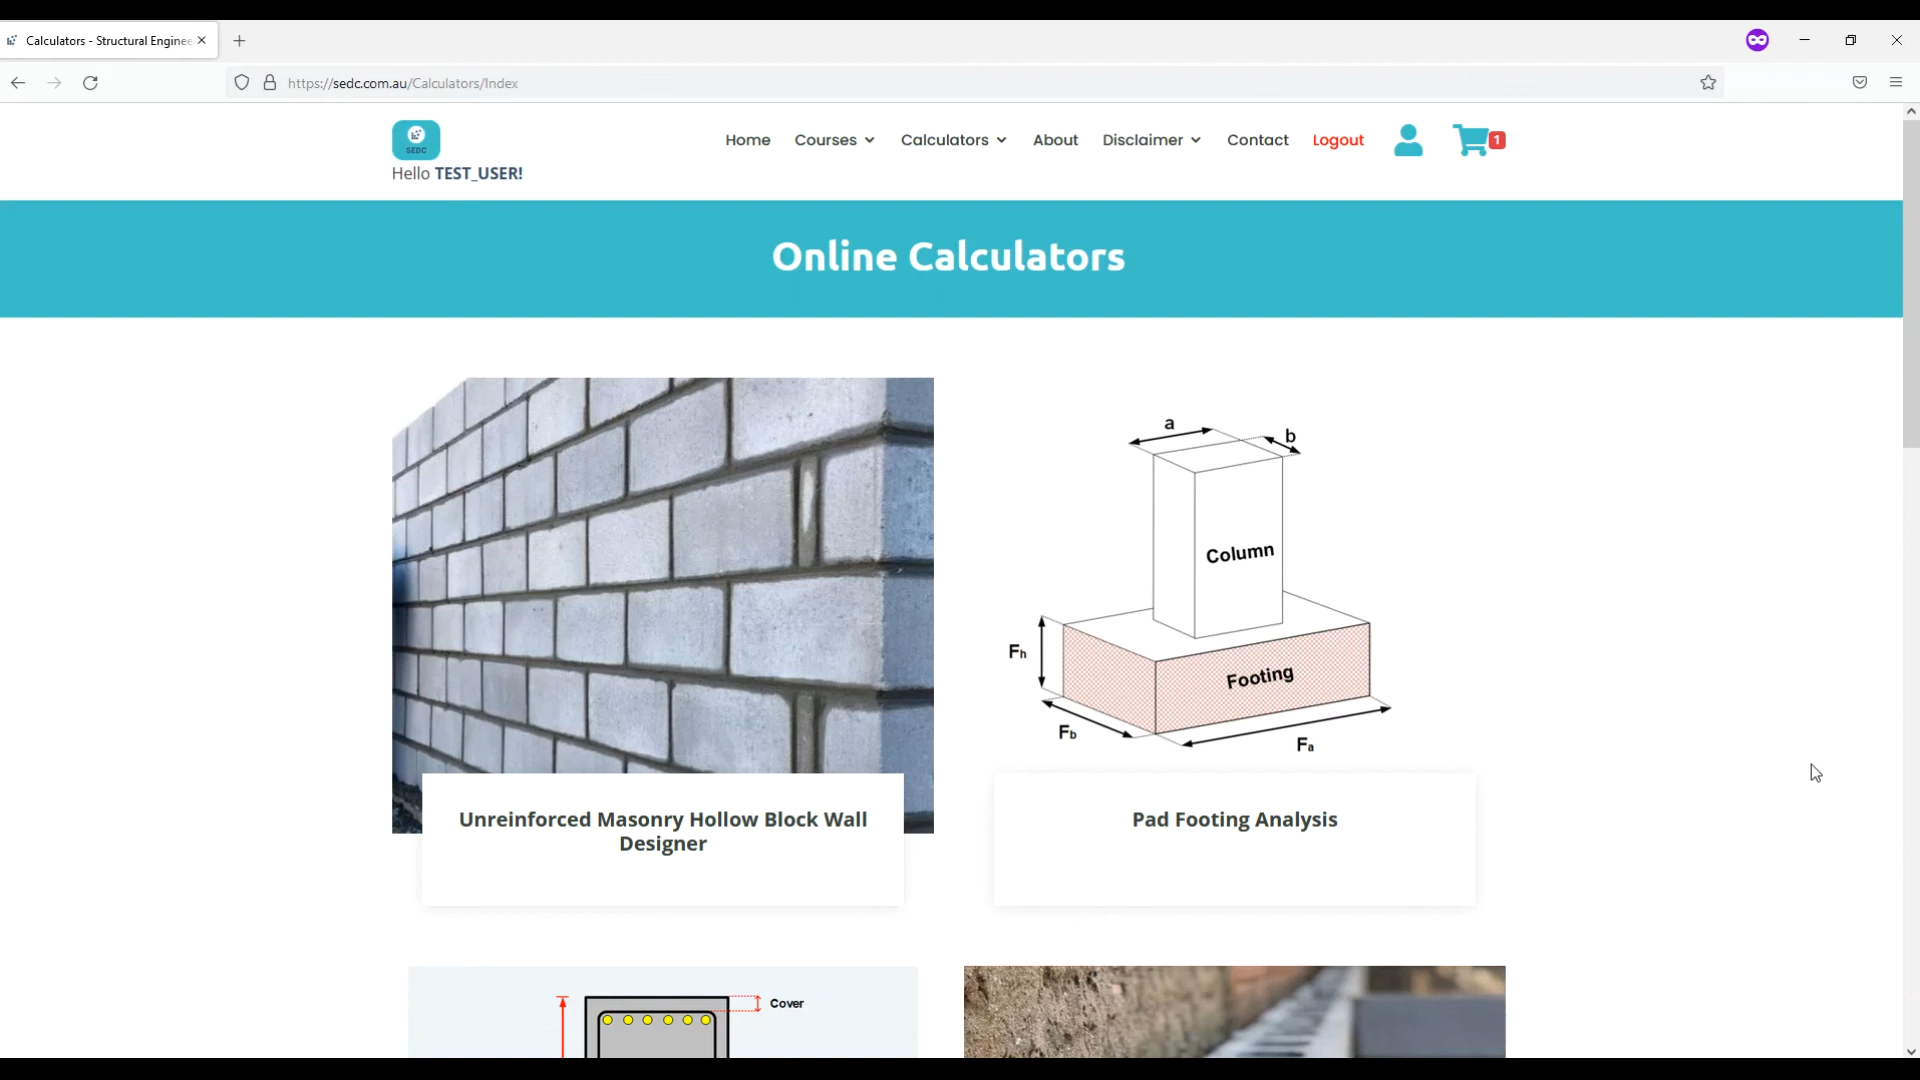 Calculators - Structural Enginee
https://sedc.com.au/Calculators/Index
SEDC
Home Courses Calculators About Disclaimer Contact Logout 1
Hello TEST_USER!
Online Calculators
a
b
Column
Fh
Footing
Fb
Fa
Unreinforced Masonry Hollow Block Wall
Designer
Pad Footing Analysis
Cover